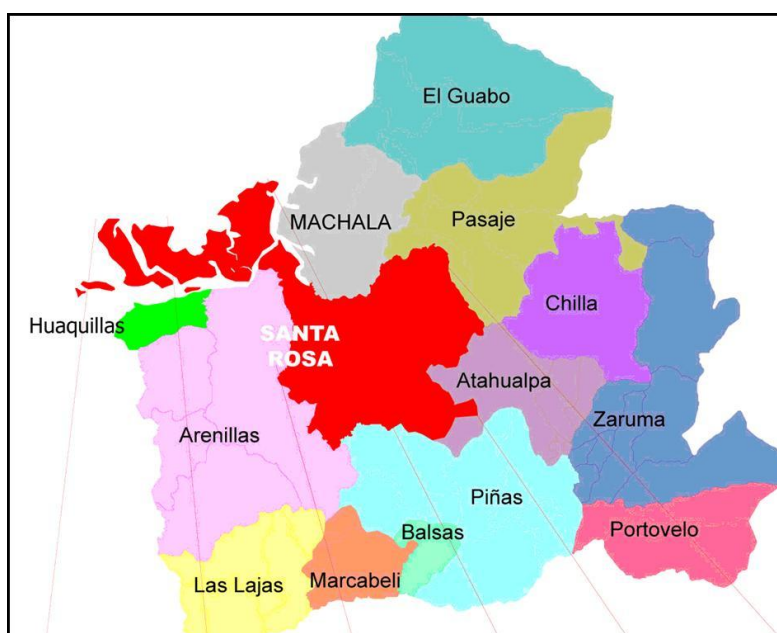 El Guabo
MACHALA
Pasaje
Chilla
Huaquillas
SANTA
ROSA
Atahualpa
Zaruma
Arenillas
Piñas
Balsas
Portovelo
Las Lajas
Marcabeli